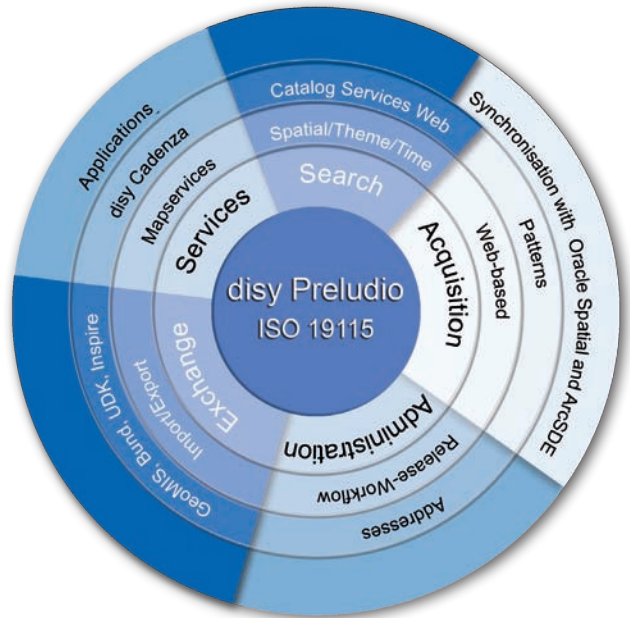 disy Preludio
ISO 19115
Search
Spatial/Theme/Time
Catalog Services Web
Acquisition
Web-based
Patterns
Synchronisation with Oracle Spatial and ArcSDE
Administration
Release-Workflow
Addresses
Exchange
Import/Export
GeoMIS, Bund, UDK, Inspire
Services
Mapservices
disy Cadenza
Applications